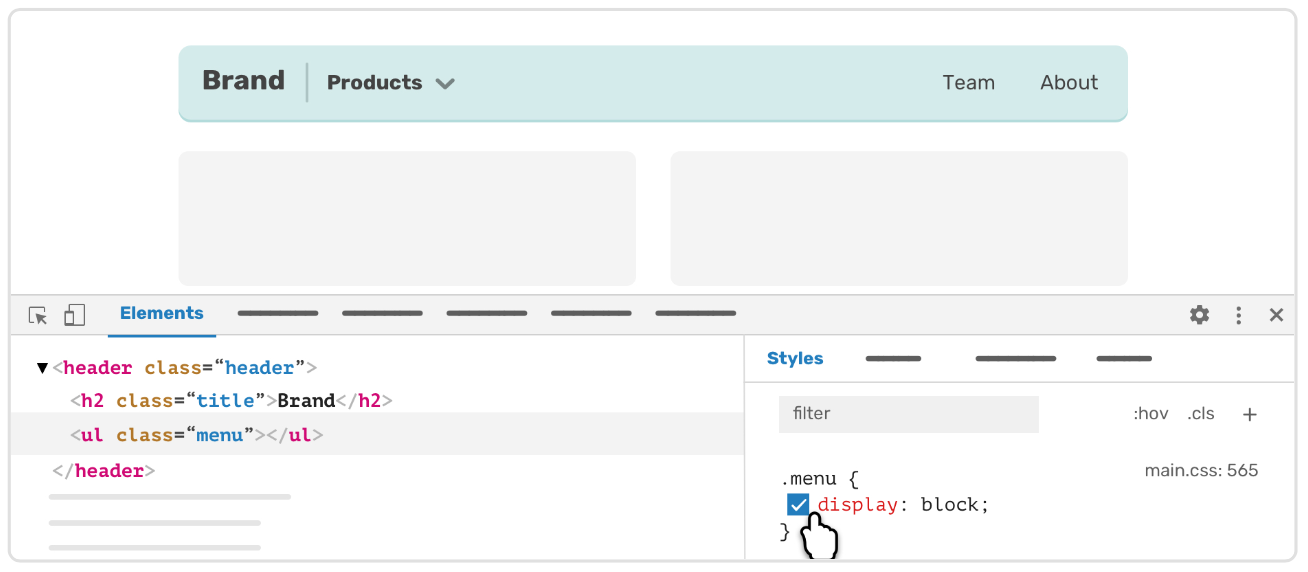 Brand Products Team About
Elements
Styles
<header class=“header”>
<h2 class=“title”>Brand</h2>
<ul class=“menu”></ul>
</header>
filter :hov .cls +
main.css: 565
.menu {
display: block;
}